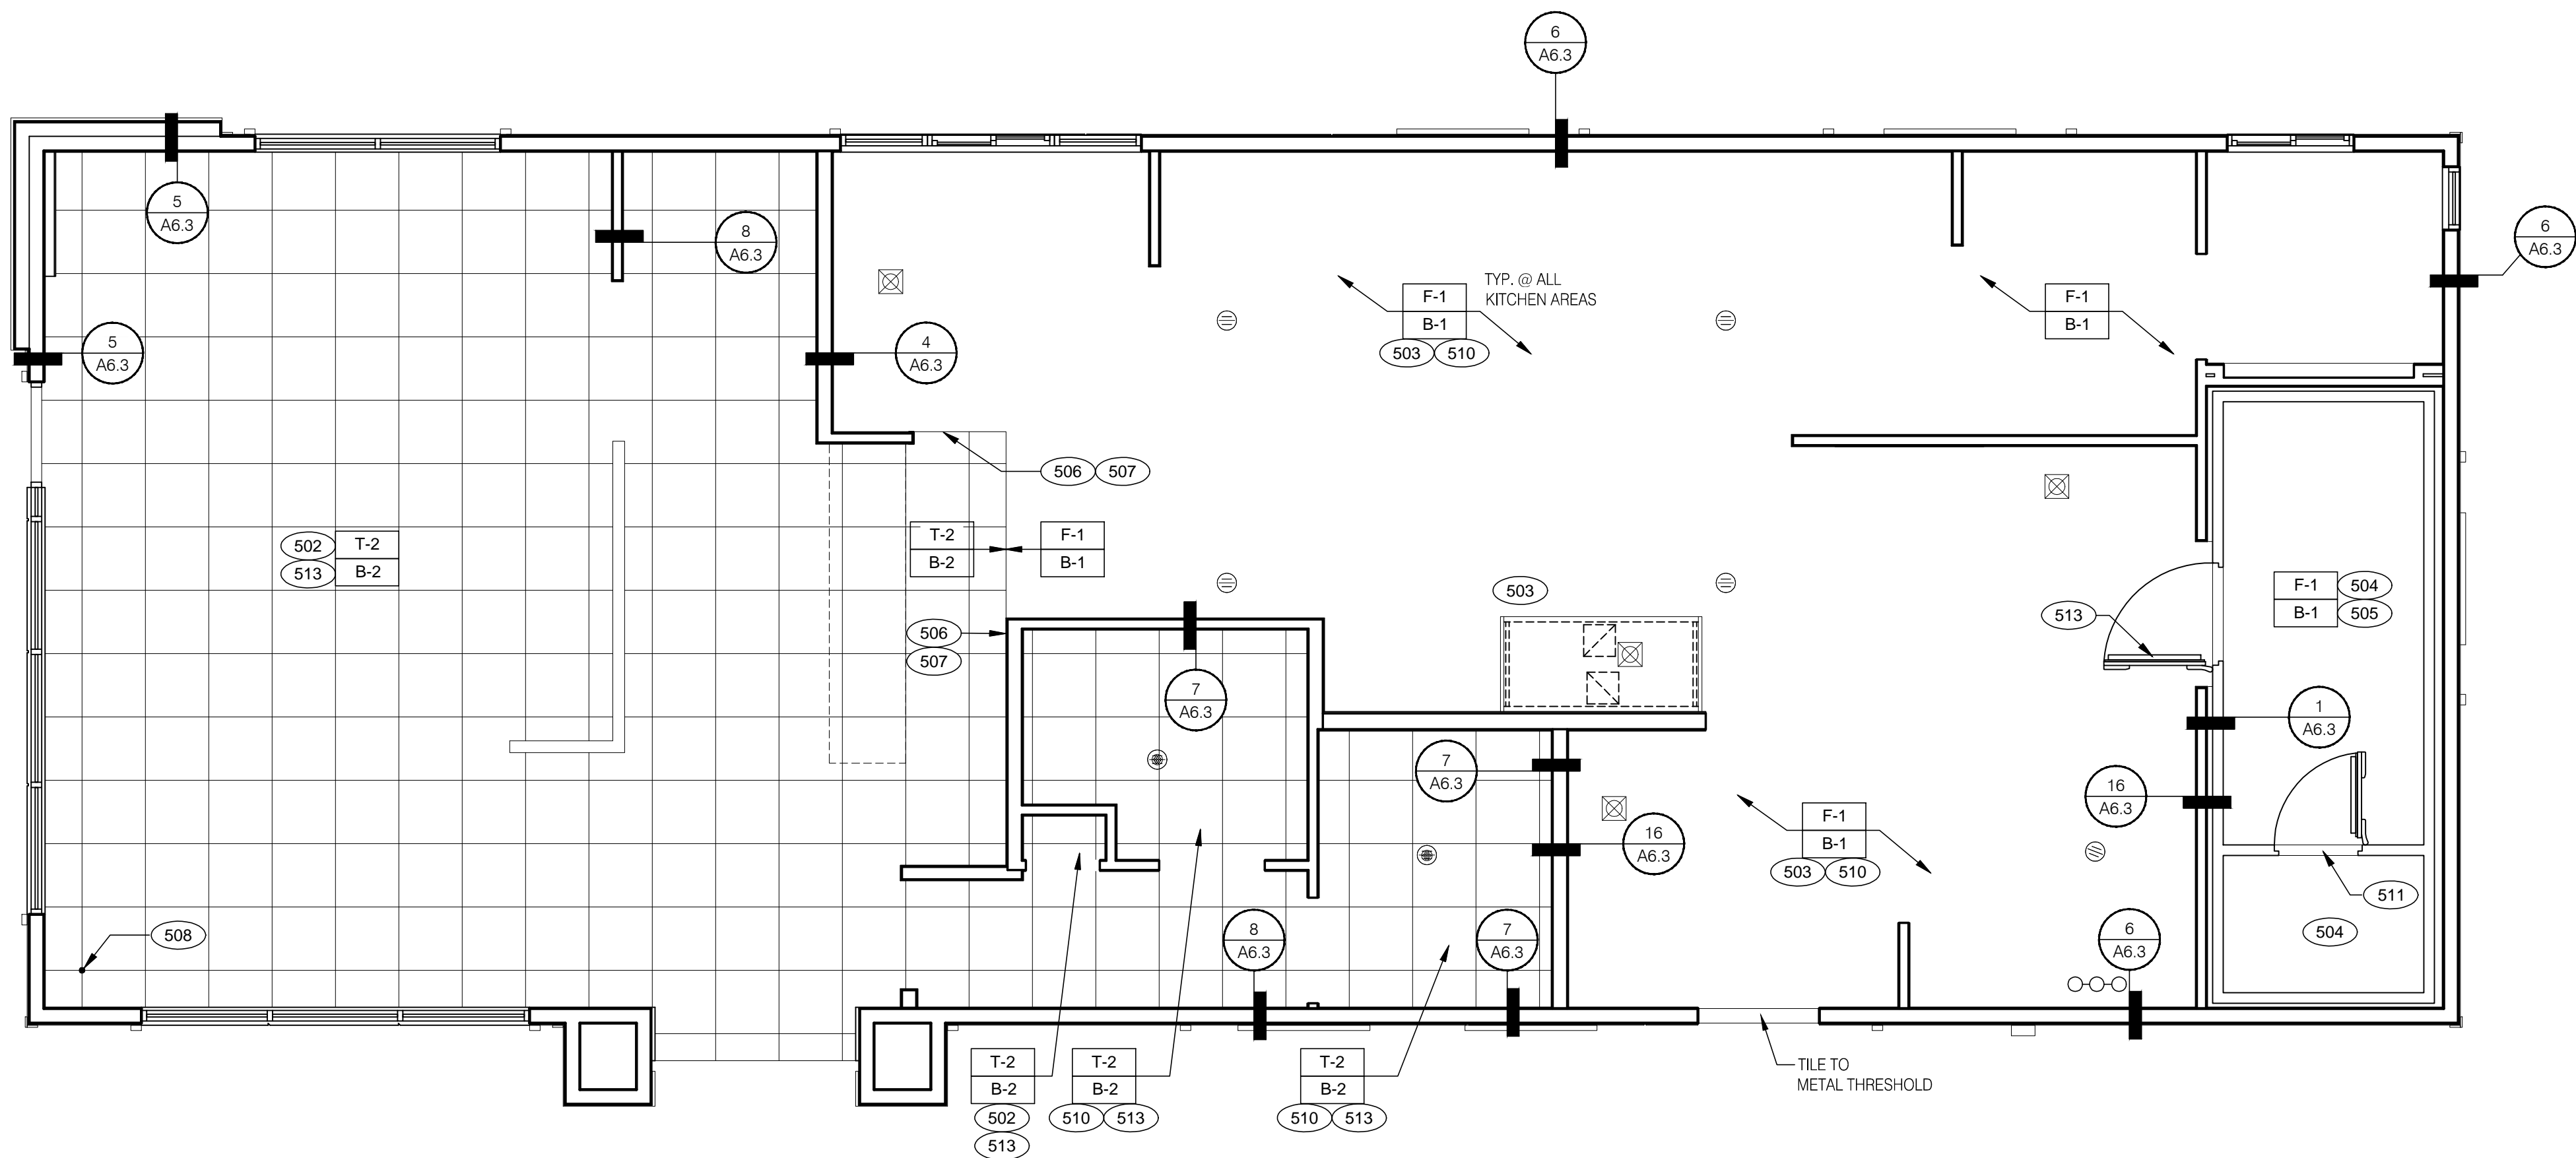 6
A6.3
5
A6.3
8
A6.3
6
A6.3
TYP. @ ALL
KITCHEN AREAS
F-1
B-1
503 510
F-1
B-1
5
A6.3
4
A6.3
506 507
502 T-2
513 B-2
T-2
B-2
F-1
B-1
503
F-1 504
B-1 505
513
506
507
7
A6.3
1
A6.3
7
A6.3
16
A6.3
16
A6.3
F-1
B-1
503 510
511
508
8
A6.3
7
A6.3
6
A6.3
504
T-2
B-2
502
513
T-2
B-2
510 513
T-2
B-2
510 513
TILE TO
METAL THRESHOLD